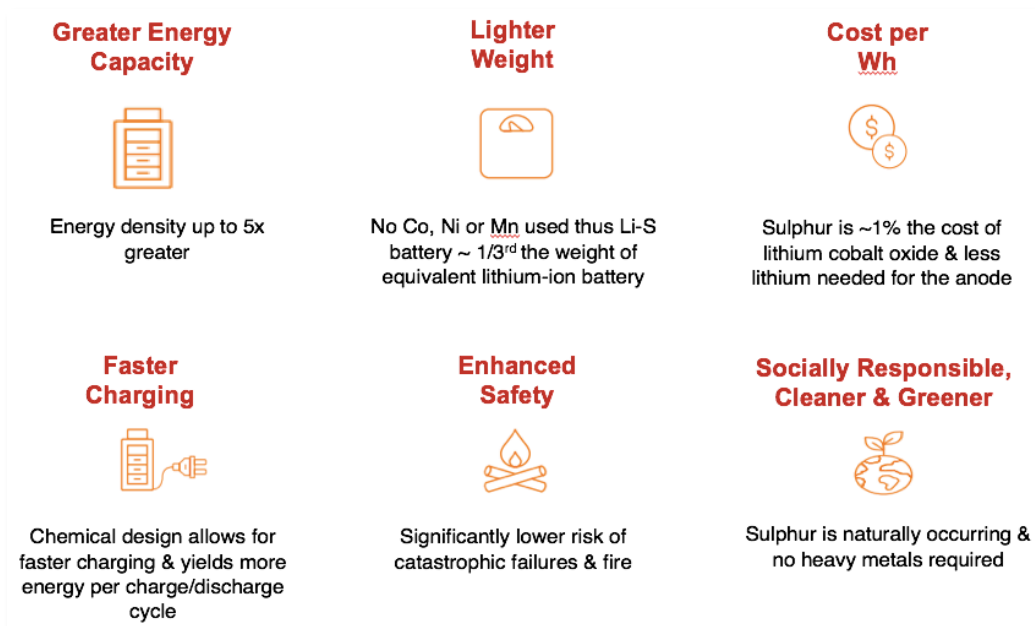 Greater Energy
Capacity
Energy density up to 5x
greater
Lighter
Weight
No Co, Ni or Mn used thus Li-S
battery ~ 1/3rd the weight of
equivalent lithium-ion battery
Cost per
Wh
$
$
Sulphur is ~1% the cost of
lithium cobalt oxide & less
lithium needed for the anode
Faster
Charging
Chemical design allows for
faster charging & yields more
energy per charge/discharge
cycle
Enhanced
Safety
Significantly lower risk of
catastrophic failures & fire
Socially Responsible,
Cleaner & Greener
Sulphur is naturally occurring &
no heavy metals required